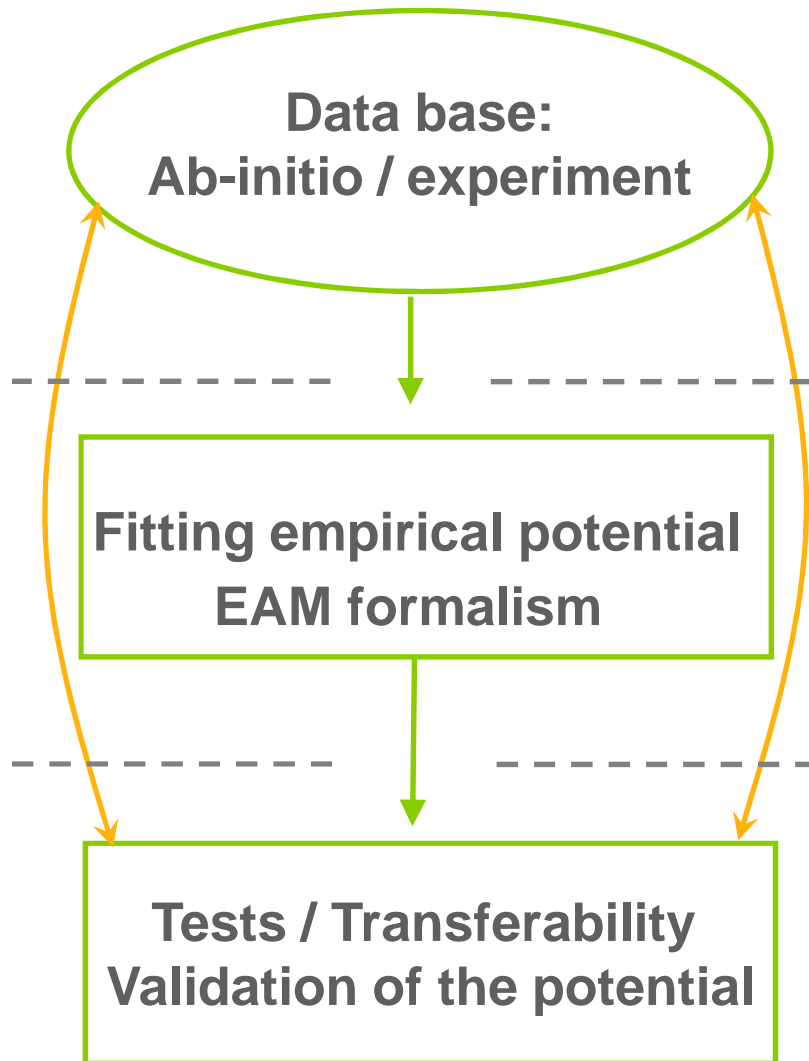 Data base:
Ab-initio / experiment
Fitting empirical potential
EAM formalism
Tests / Transferability
Validation of the potential